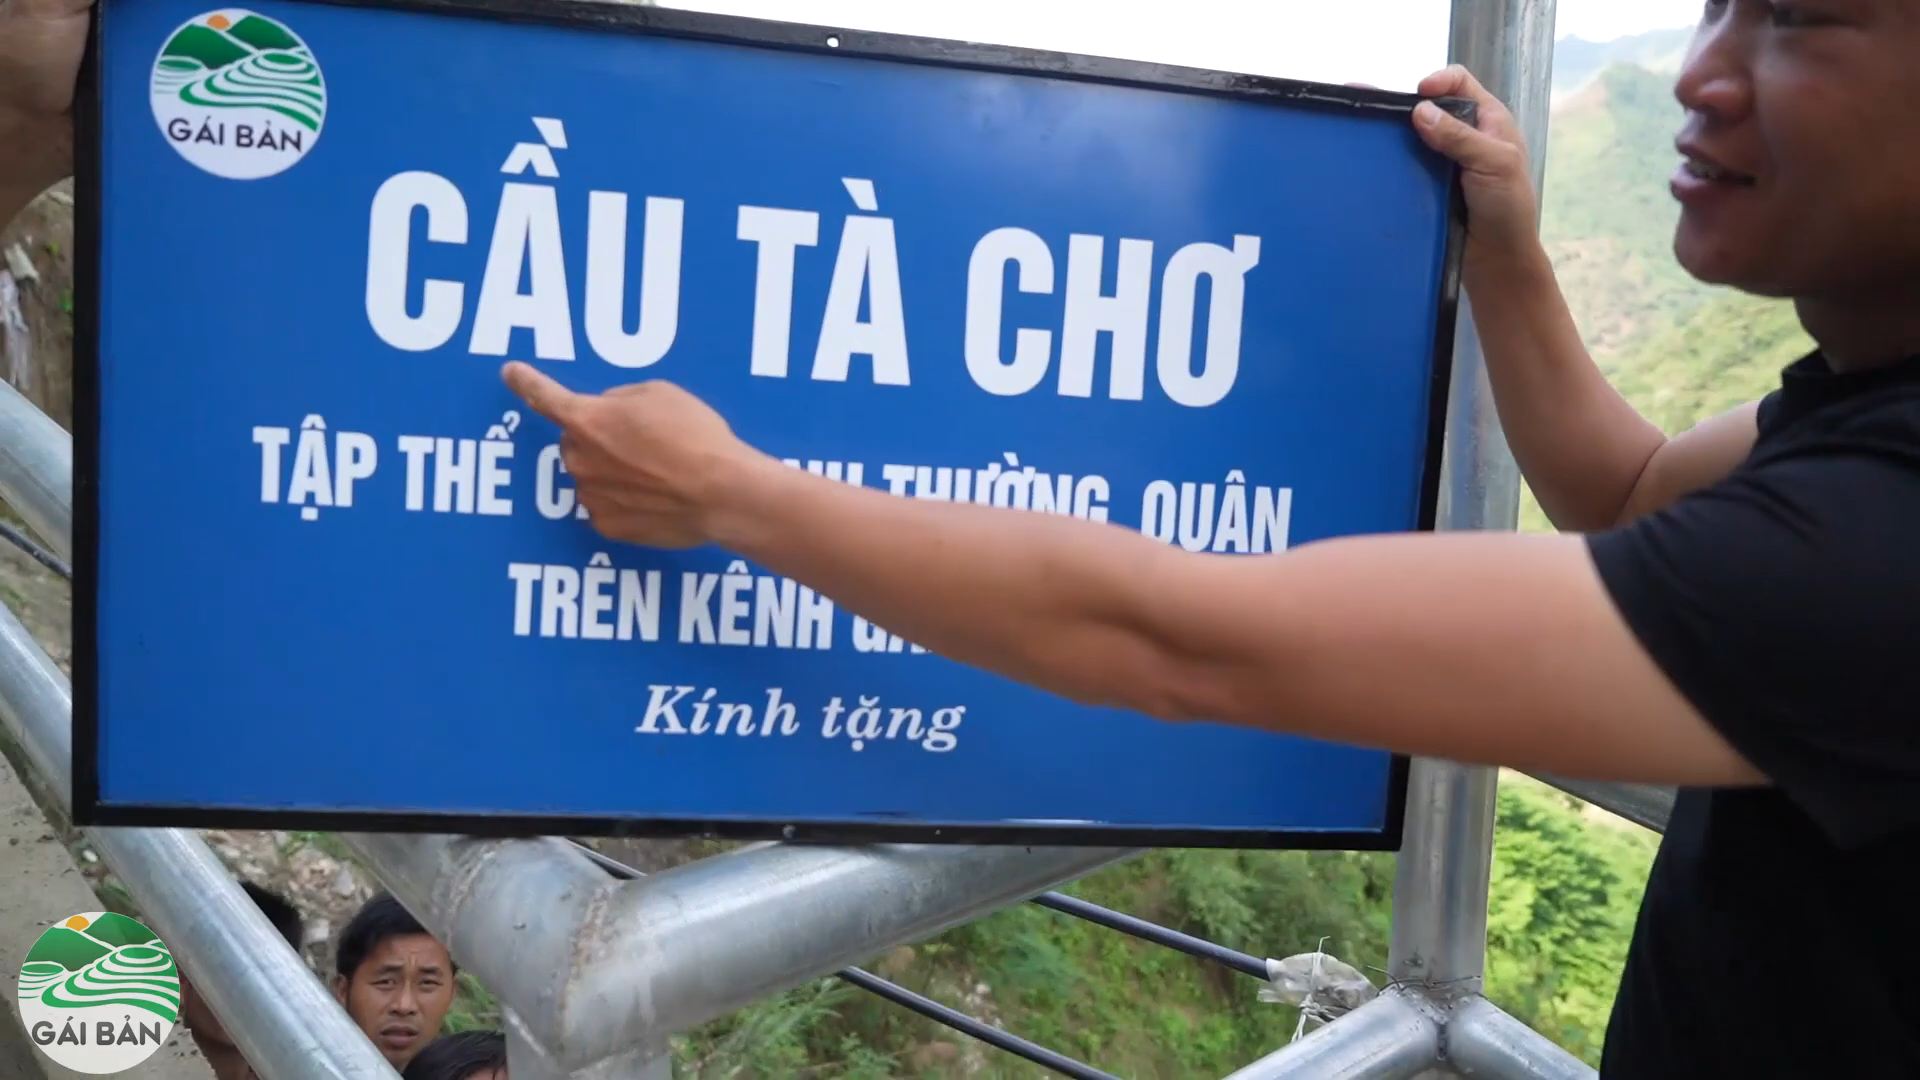 GÁI BẢN
CẦU TÀ CHƠ
TẬP THỂ THƯỜNG QUÂN
TRÊN KÊNH
Kính tặng
GÁI BẢN